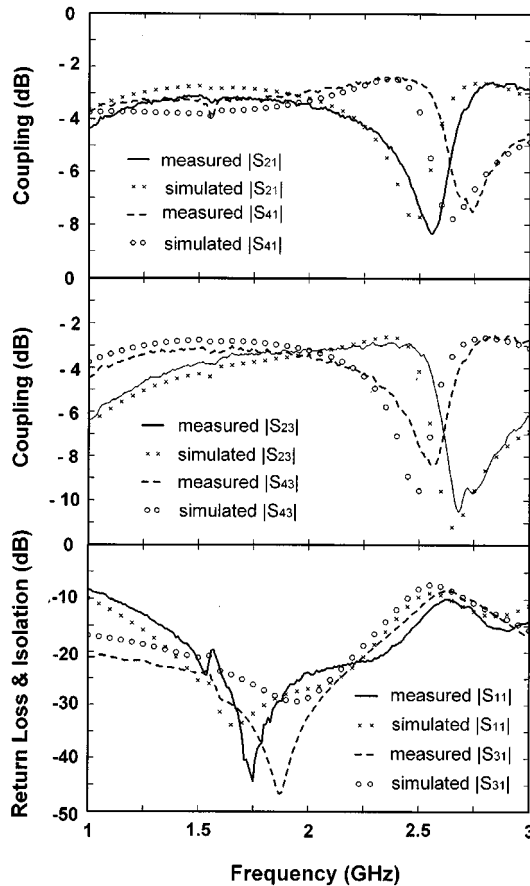 0
- 2
- 4
- 6
- 8
0
Coupling (dB)
measured |S21|
simulated |S21|
measured |S41|
simulated |S41|
- 2
- 4
- 6
- 8
- 10
0
Coupling (dB)
measured |S23|
simulated |S23|
measured |S43|
simulated |S43|
-10
-20
-30
-40
-50
Return Loss & Isolation (dB)
measured |S11|
simulated |S11|
measured |S31|
simulated |S31|
1 1.5 2 2.5 3
Frequency (GHz)